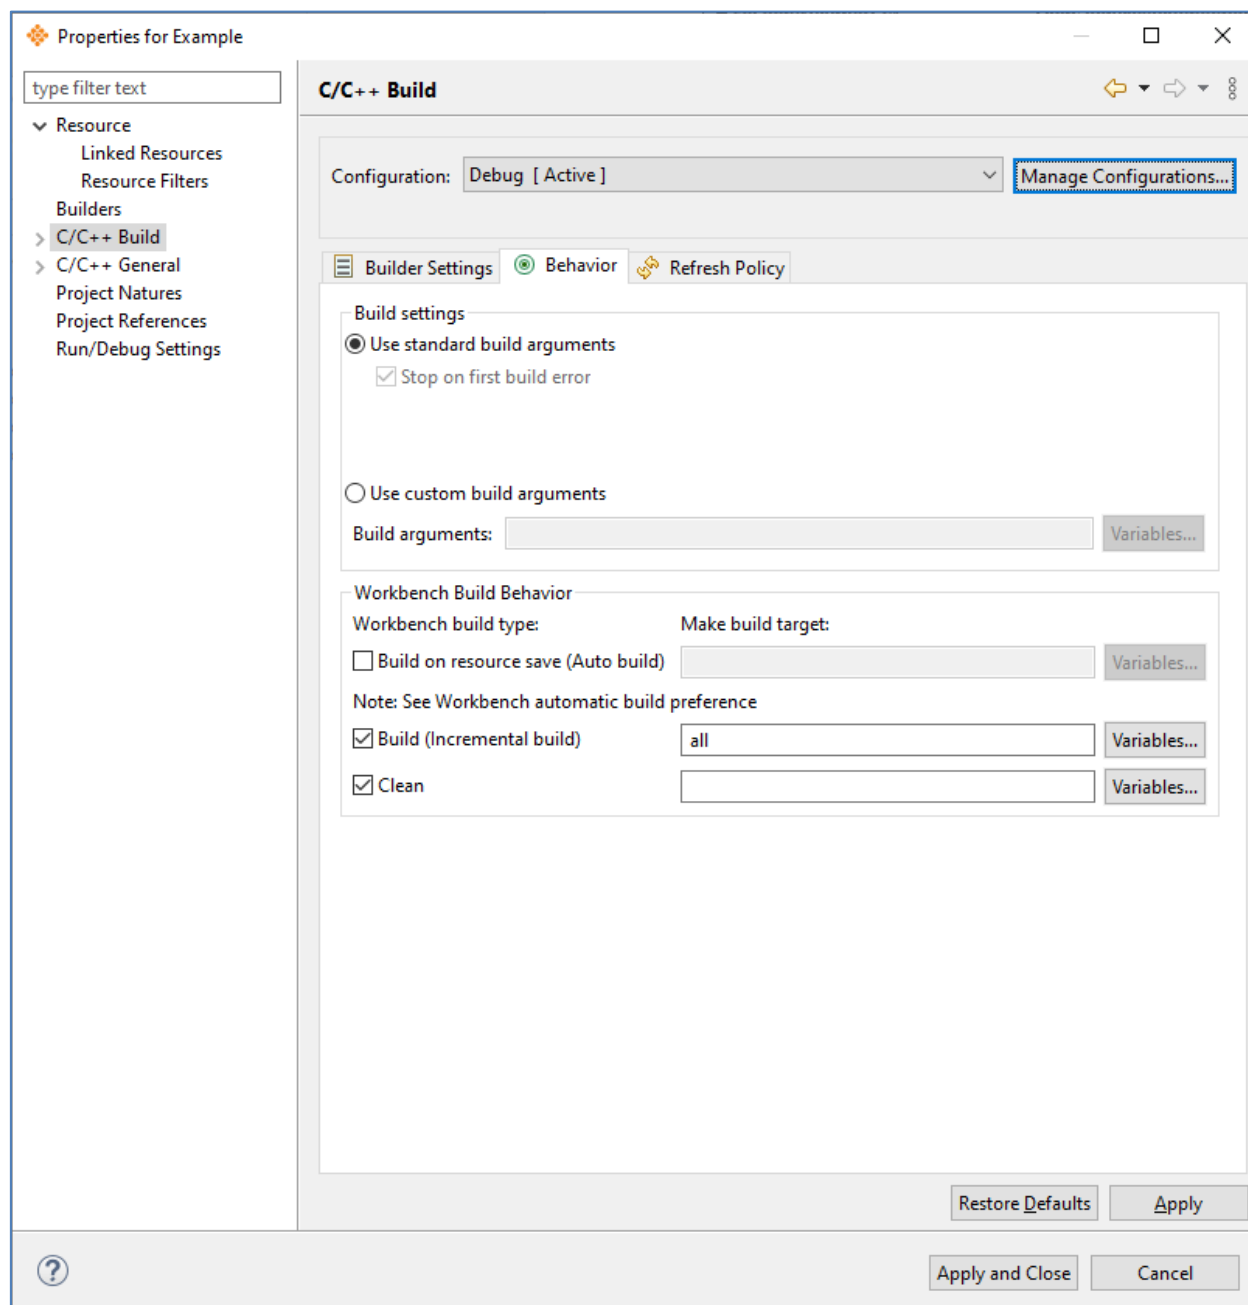 Properties for Example
type filter text
C/C++ Build
Resource
Linked Resources
Resource Filters
Builders
C/C++ Build
C/C++ General
Project Natures
Project References
Run/Debug Settings
Configuration: Debug [ Active ] Manage Configurations...
Builder Settings Behavior Refresh Policy
Build settings
Use standard build arguments
Stop on first build error
Use custom build arguments
Build arguments: Variables...
Workbench Build Behavior
Workbench build type: Make build target:
Build on resource save (Auto build) Variables...
Note: See Workbench automatic build preference
Build (Incremental build) all Variables...
Clean Variables...
Restore Defaults Apply
? Apply and Close Cancel